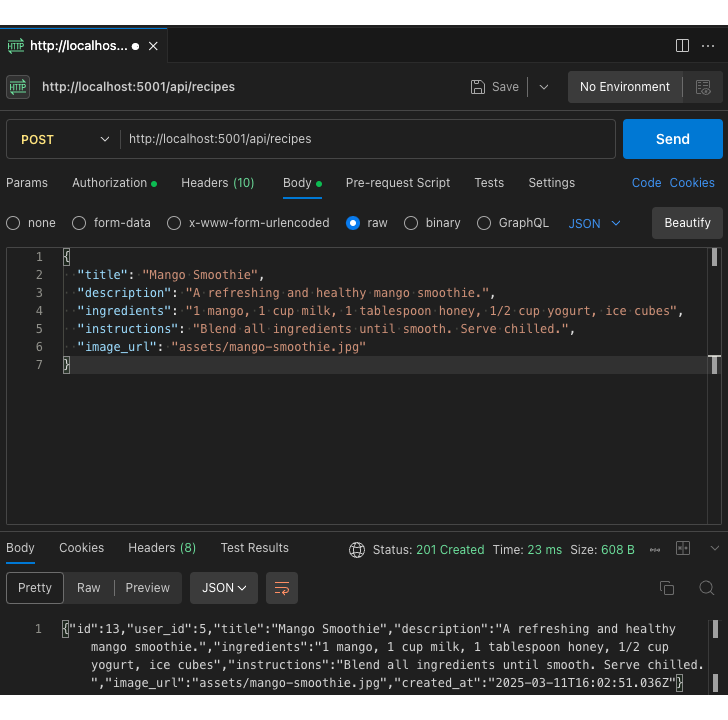 HTTP http://localhos... ● ×
HTTP http://localhost:5001/api/recipes Save No Environment
POST http://localhost:5001/api/recipes Send
Params Authorization Headers (10) Body Pre-request Script Tests Settings Code Cookies
none form-data x-www-form-urlencoded raw binary GraphQL JSON Beautify
1 {
2 "title": "Mango Smoothie",
3 "description": "A refreshing and healthy mango smoothie.",
4 "ingredients": "1 mango, 1 cup milk, 1 tablespoon honey, 1/2 cup yogurt, ice cubes",
5 "instructions": "Blend all ingredients until smooth. Serve chilled.",
6 "image_url": "assets/mango-smoothie.jpg"
7 }
Body Cookies Headers (8) Test Results Status: 201 Created Time: 23 ms Size: 608 B
Pretty Raw Preview JSON
1 {"id":13,"user_id":5,"title":"Mango Smoothie","description":"A refreshing and healthy
mango smoothie.","ingredients":"1 mango, 1 cup milk, 1 tablespoon honey, 1/2 cup
yogurt, ice cubes","instructions":"Blend all ingredients until smooth. Serve chilled.
","image_url":"assets/mango-smoothie.jpg","created_at":"2025-03-11T16:02:51.036Z"}